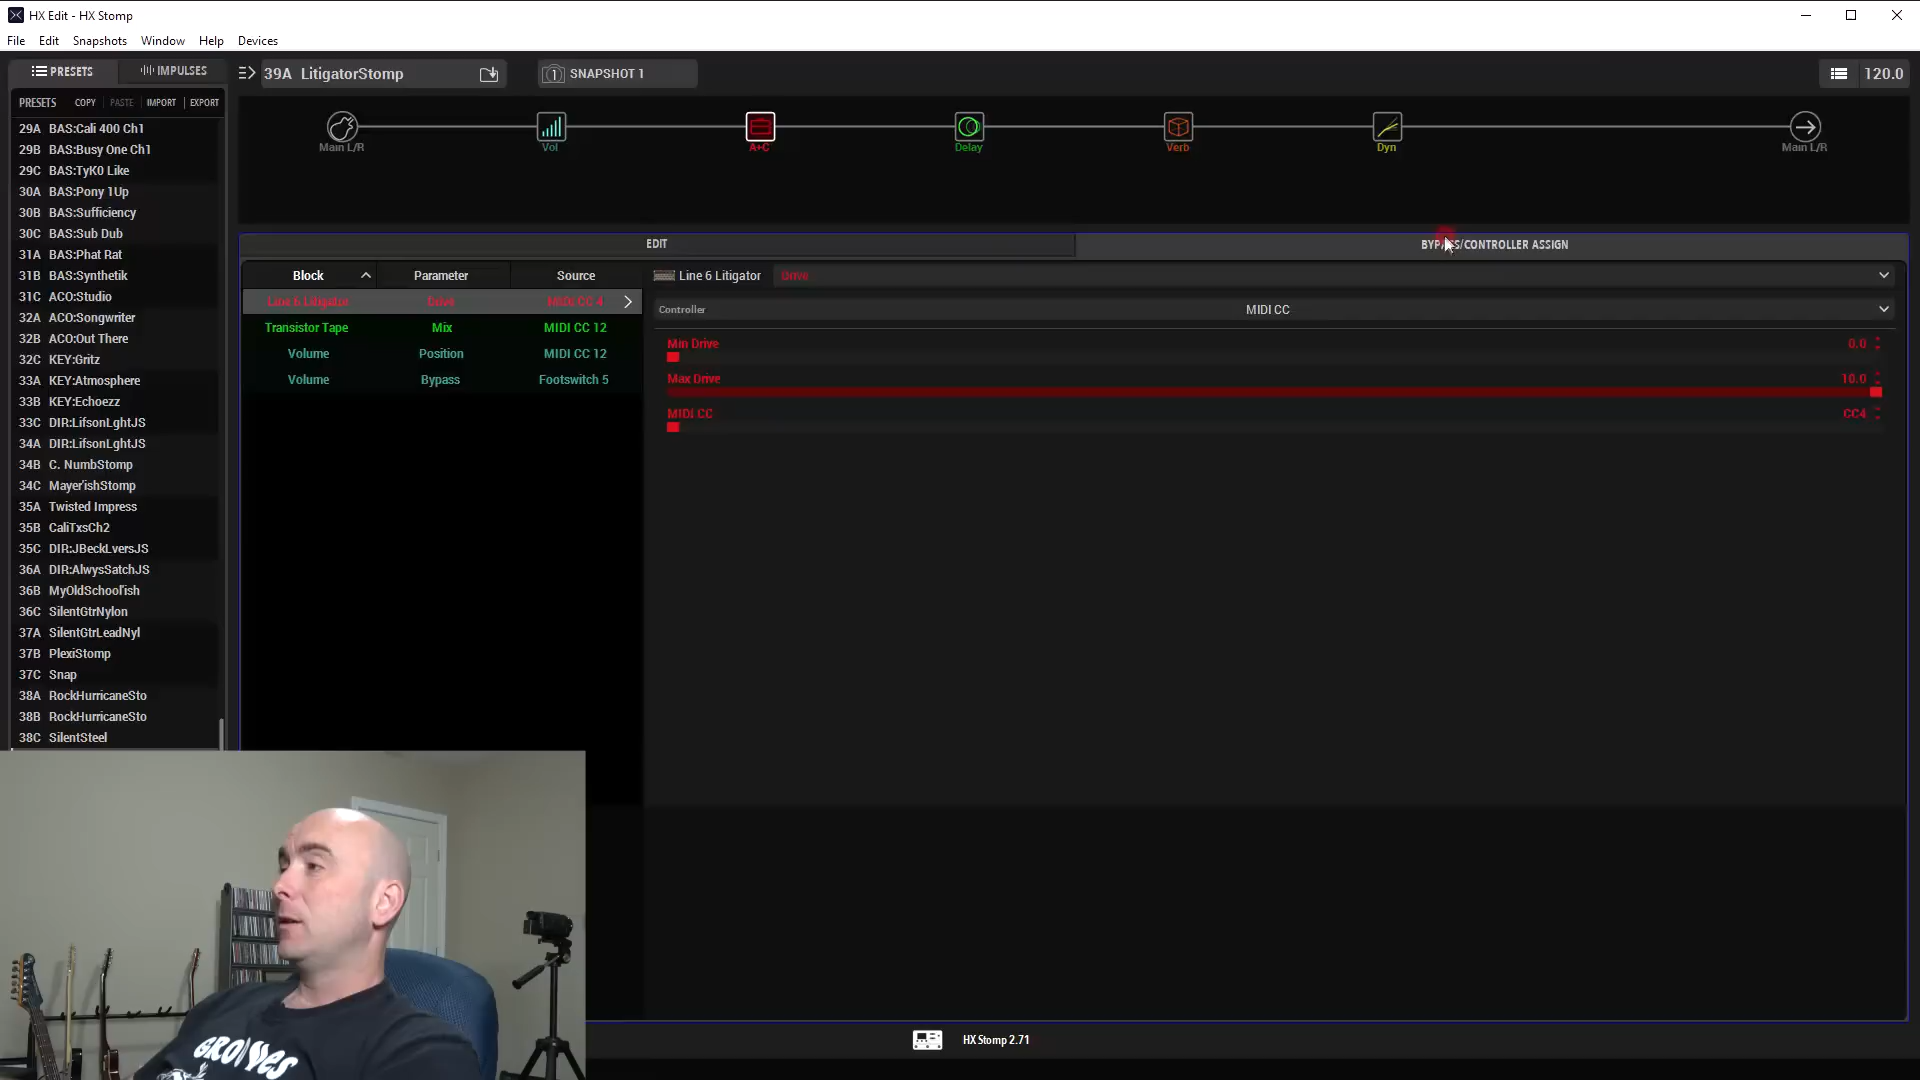 HX Edit - HX Stomp
File Edit Snapshots Window Help Devices
PRESETS IMPULSES
39A LitigatorStomp
1 SNAPSHOT 1
120.0
PRESETS COPY PASTE IMPORT EXPORT
29A BAS:Cali 400 Ch1
29B BAS:Busy One Ch1
29C BAS:TyK0 Like
30A BAS:Pony 1Up
30B BAS:Sufficiency
30C BAS:Sub Dub
31A BAS:Phat Rat
31B BAS:Synthetik
31C ACO:Studio
32A ACO:Songwriter
32B ACO:Out There
32C KEY:Gritz
33A KEY:Atmosphere
33B KEY:Echoezz
33C DIR:LifsonLghtJS
34A DIR:LifsonLghtJS
34B C. NumbStomp
34C Mayer'ishStomp
35A Twisted Impress
35B CaliTxsCh2
35C DIR:JBeckLversJS
36A DIR:AlwysSatchJS
36B MyOldSchool'ish
36C SilentGtrNylon
37A SilentGtrLeadNyl
37B PlexiStomp
37C Snap
38A RockHurricaneSto
38B RockHurricaneSto
38C SilentSteel
Main L/R Vol A+C Delay Verb Dyn Main L/R
EDIT BYPASS/CONTROLLER ASSIGN
Block Parameter Source
Line 6 Litigator Drive MIDI CC 4
Transistor Tape Mix MIDI CC 12
Volume Position MIDI CC 12
Volume Bypass Footswitch 5
Line 6 Litigator Drive
Controller MIDI CC
Min Drive 0.0
Max Drive 10.0
MIDI CC CC4
GROOVES
HX Stomp 2.71